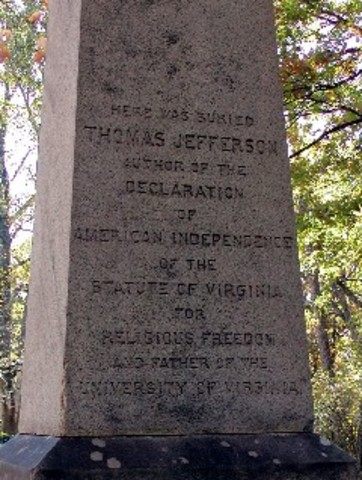 HERE WAS BURIED
THOMAS JEFFERSON
AUTHOR OF THE
DECLARATION
OF
AMERICAN INDEPENDENCE
OF THE
STATUTE OF VIRGINIA
FOR
RELIGIOUS FREEDOM
AND FATHER OF THE
UNIVERSITY OF VIRGINIA